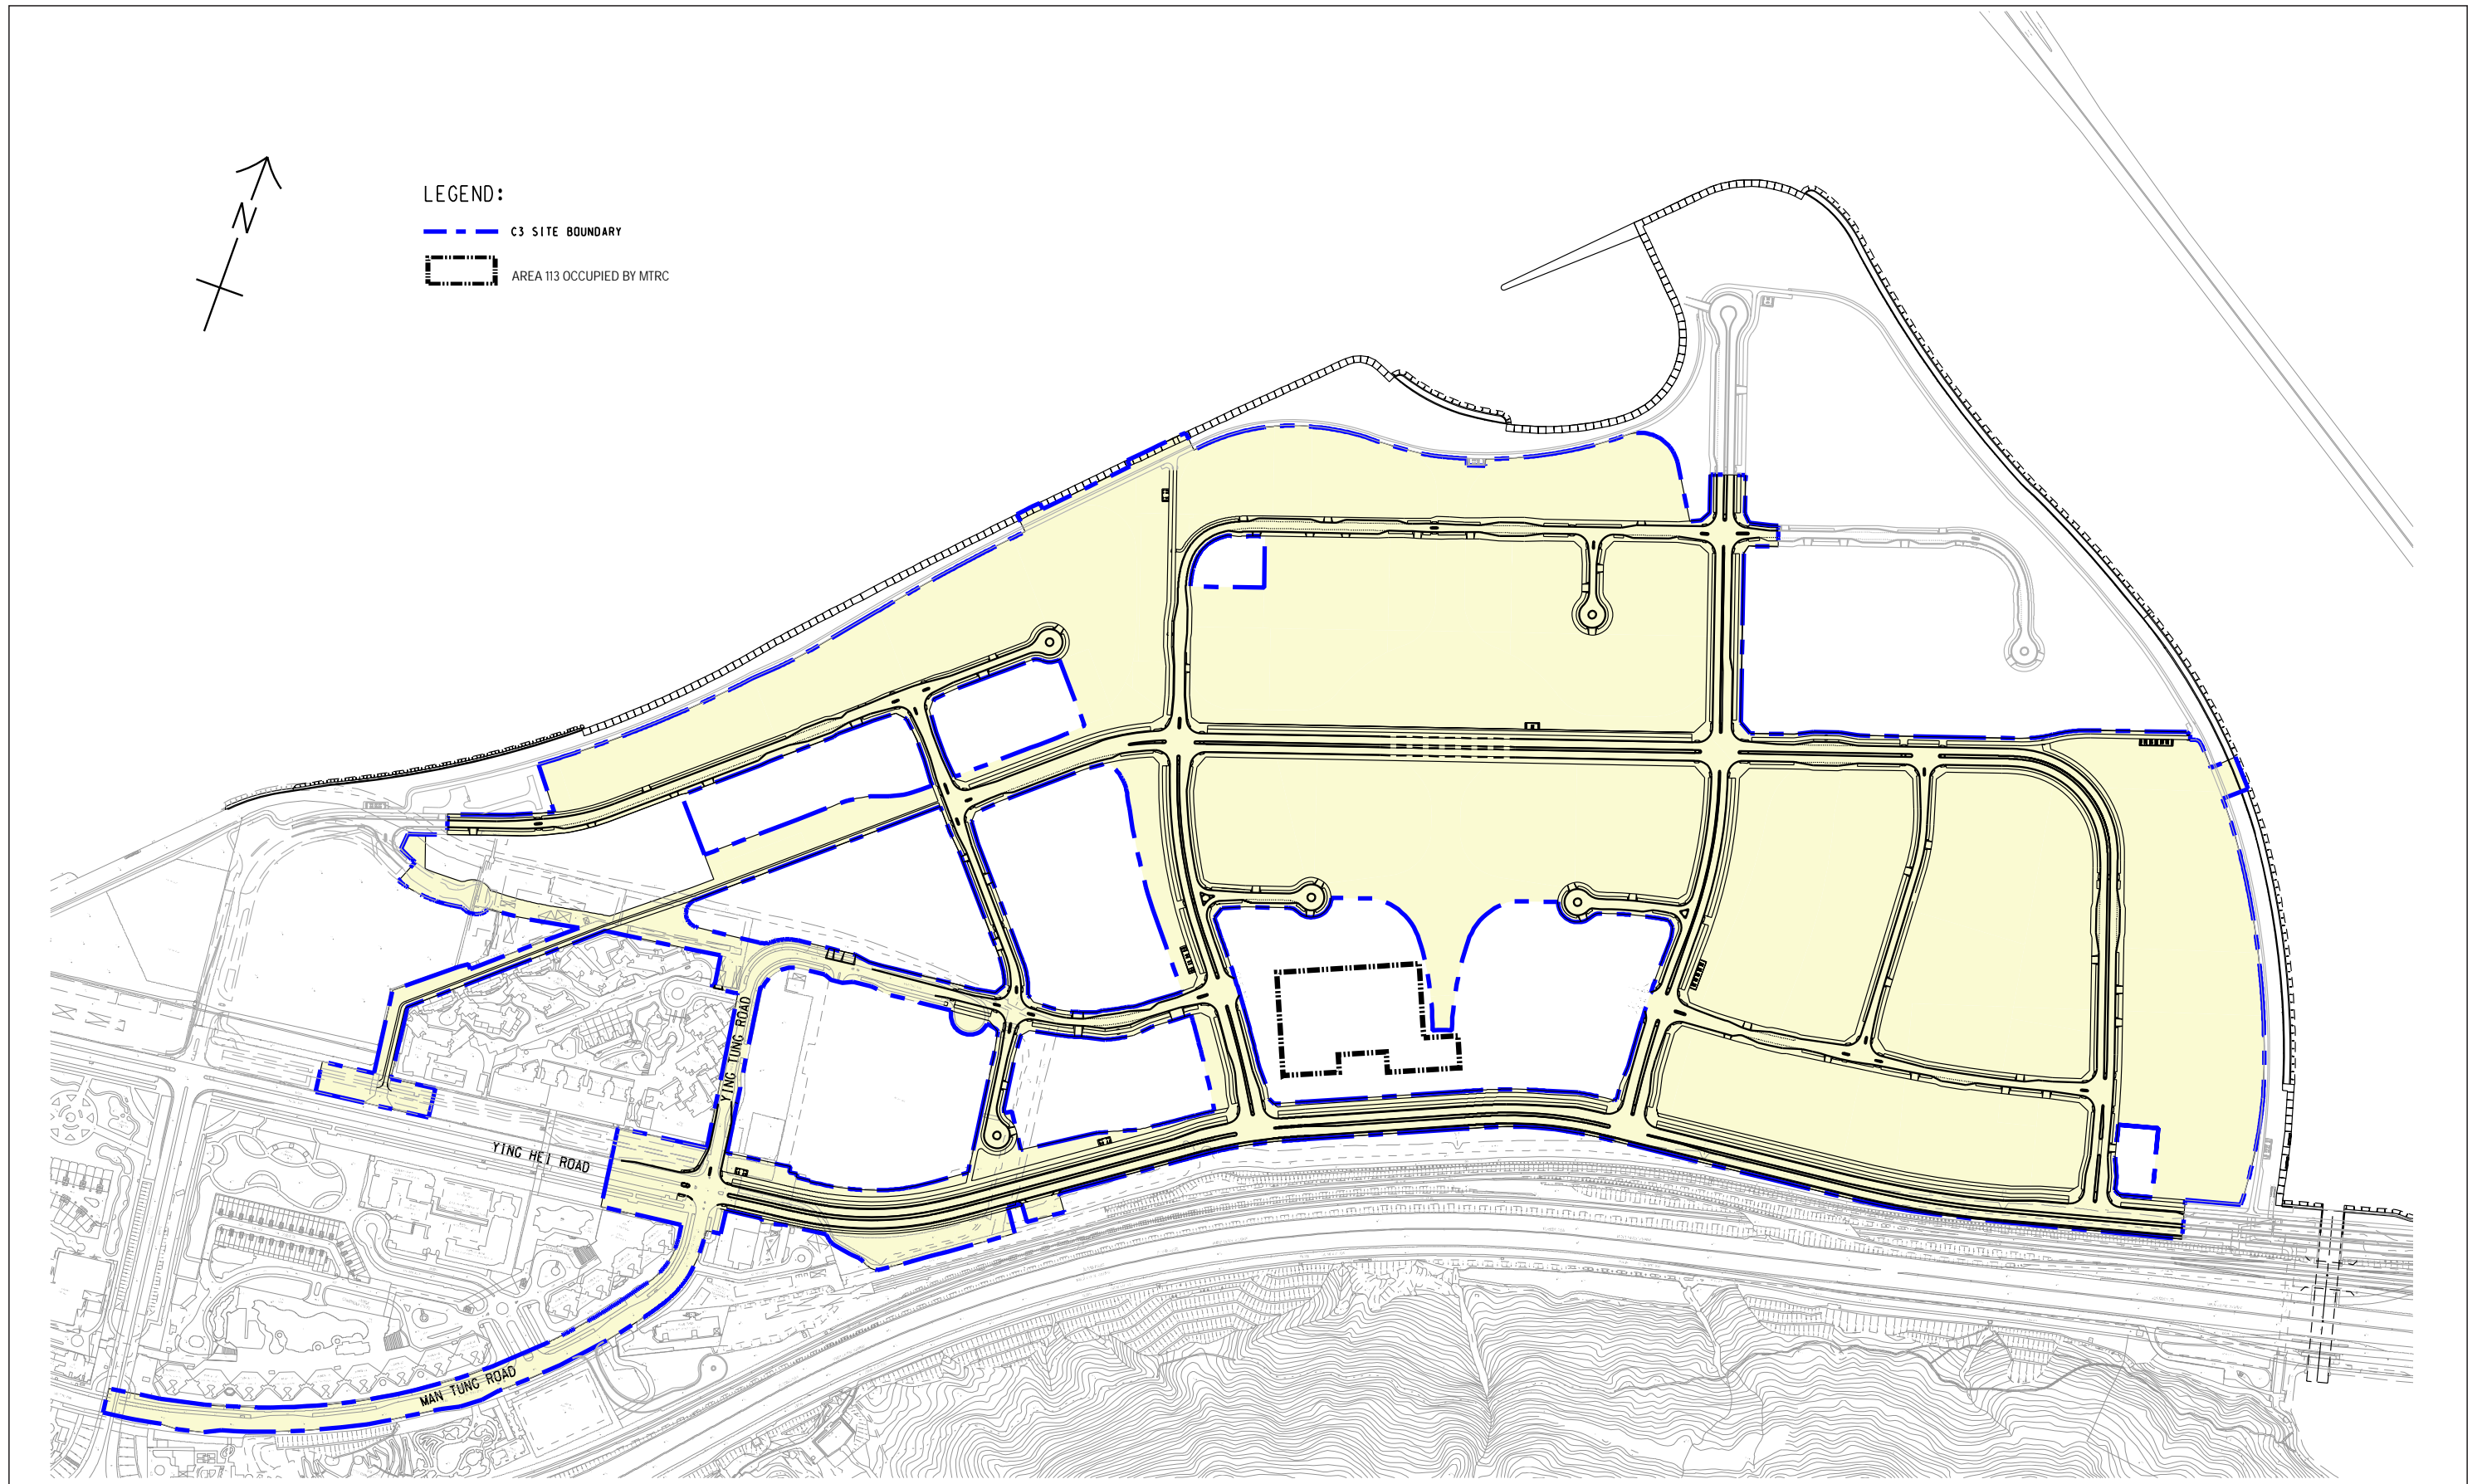 N
LEGEND:
C3 SITE BOUNDARY
AREA 113 OCCUPIED BY MTRC
YING TUNG ROAD
YING HEI ROAD
MAN TUNG ROAD